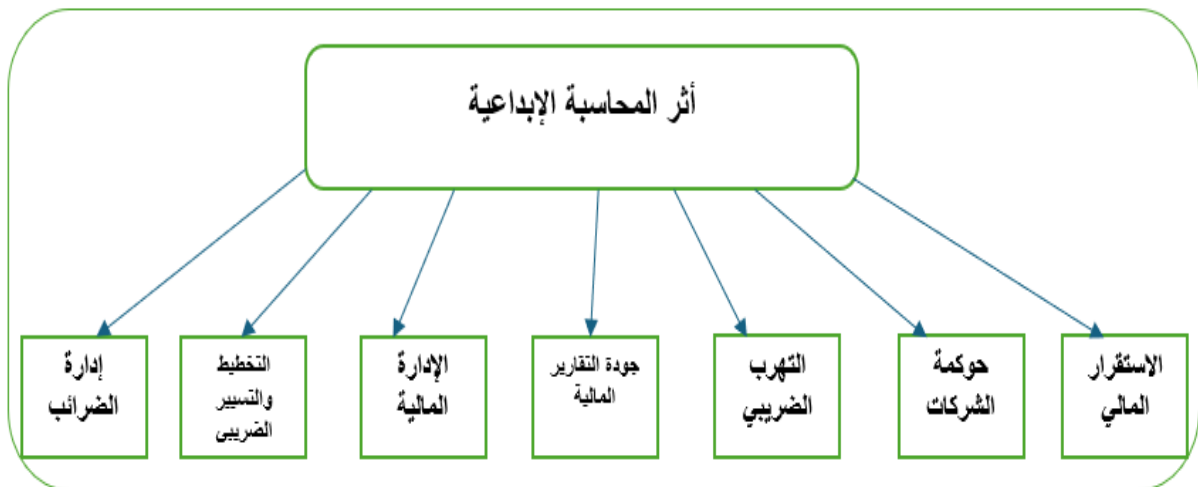 أثر المحاسبة الإبداعية
الاستقرار
المالي
حوكمة
الشركات
التهرب
الضريبي
جودة التقارير
المالية
الإدارة
المالية
التخطيط
والتسيير
الضريبي
إدارة
الضرائب